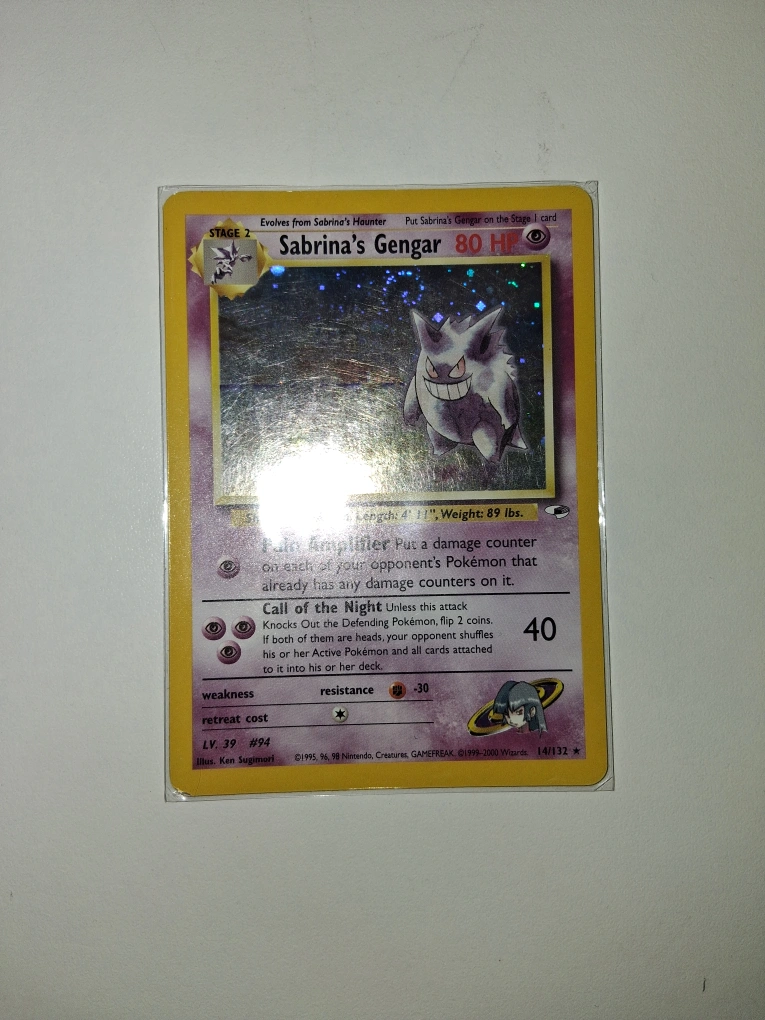 Evolves from Sabrina's Haunter Put Sabrina's Gengar on the Stage 1 card
STAGE 2
Sabrina's Gengar 80 HP
Length: 4' 11", Weight: 89 lbs.
Pain Amplifier Put a damage counter
on each of your opponent's Pokémon that
already has any damage counters on it.
Call of the Night Unless this attack
Knocks Out the Defending Pokémon, flip 2 coins.
If both of them are heads, your opponent shuffles
his or her Active Pokémon and all cards attached
to it into his or her deck.
40
weakness resistance -30
retreat cost
LV. 39 #94
Illus. Ken Sugimori ©1995, 96, 98 Nintendo, Creatures, GAMEFREAK. ©1999-2000 Wizards. 14/132 ★